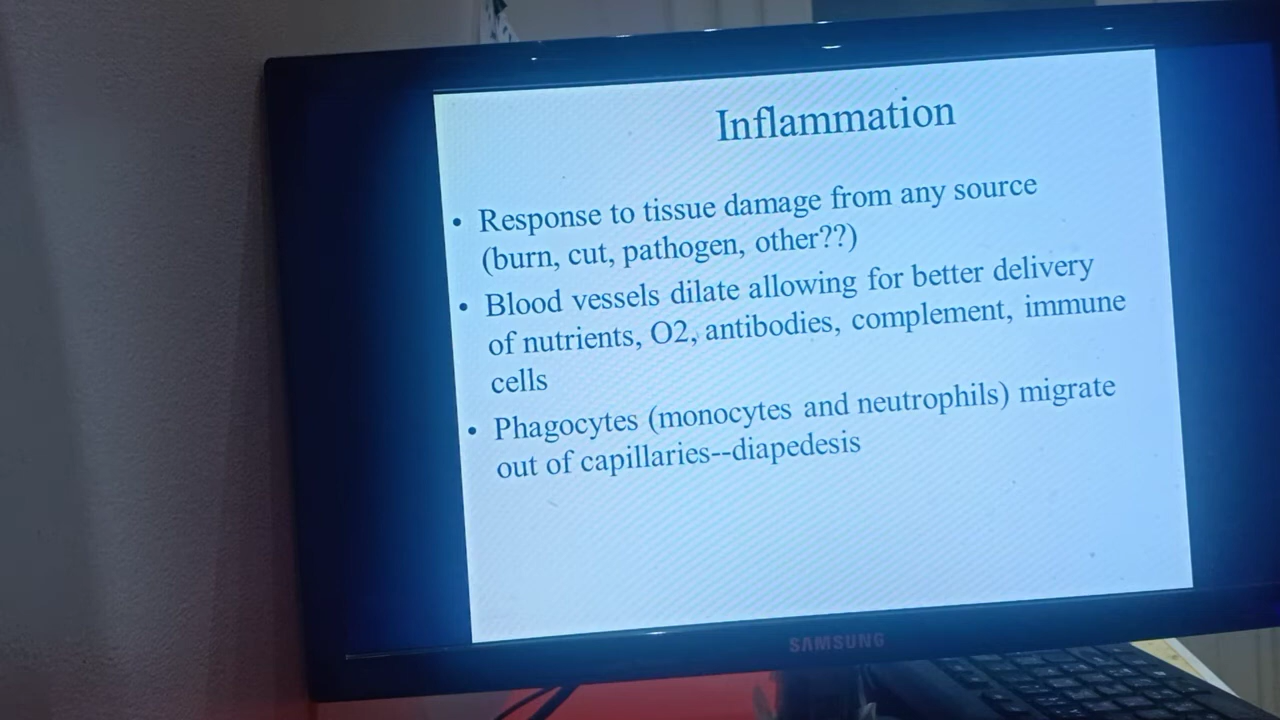 Inflammation
• Response to tissue damage from any source
(burn, cut, pathogen, other??)
• Blood vessels dilate allowing for better delivery
of nutrients, O2, antibodies, complement, immune
cells
• Phagocytes (monocytes and neutrophils) migrate
out of capillaries--diapedesis
SAMSUNG